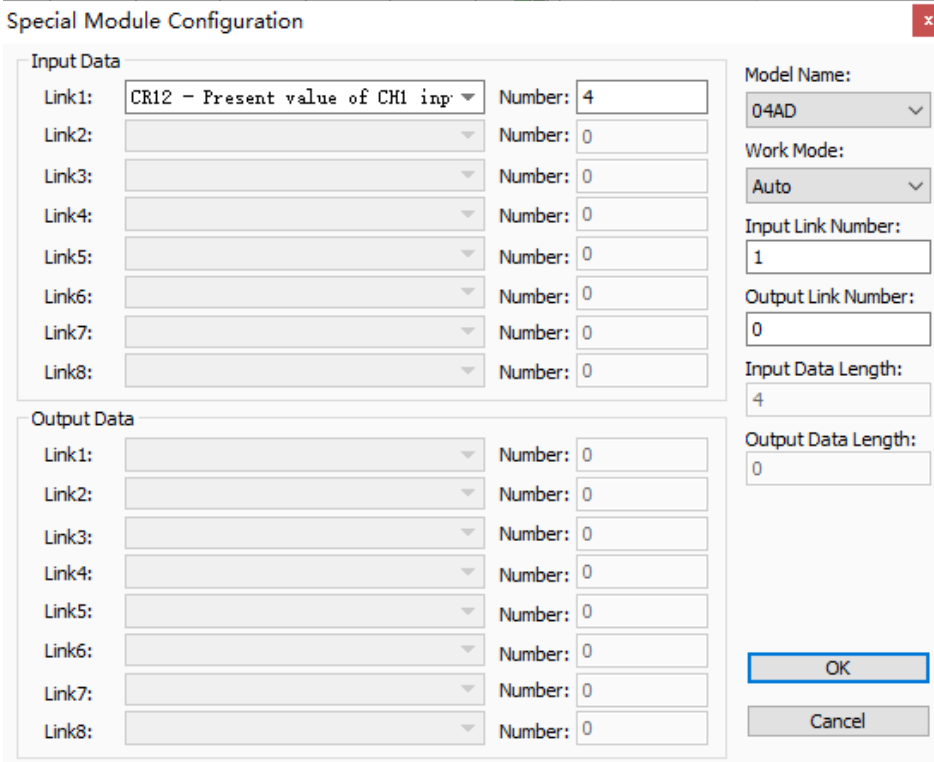 Special Module Configuration
x
Input Data
Link1: CR12 - Present value of CH1 inp Number: 4
Link2: Number: 0
Link3: Number: 0
Link4: Number: 0
Link5: Number: 0
Link6: Number: 0
Link7: Number: 0
Link8: Number: 0
Output Data
Link1: Number: 0
Link2: Number: 0
Link3: Number: 0
Link4: Number: 0
Link5: Number: 0
Link6: Number: 0
Link7: Number: 0
Link8: Number: 0
Model Name:
04AD
Work Mode:
Auto
Input Link Number:
1
Output Link Number:
0
Input Data Length:
4
Output Data Length:
0
OK
Cancel